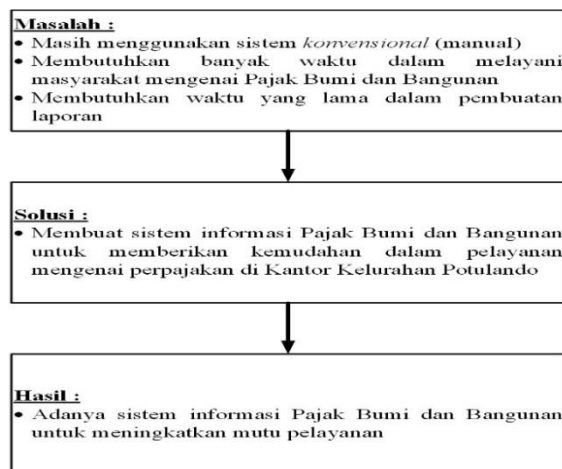 Masalah :
• Masih menggunakan sistem konvensional (manual)
• Membutuhkan banyak waktu dalam melayani
masyarakat mengenai Pajak Bumi dan Bangunan
• Membutuhkan waktu yang lama dalam pembuatan
laporan
Solusi :
• Membuat sistem informasi Pajak Bumi dan Bangunan
untuk memberikan kemudahan dalam pelayanan
mengenai perpajakan di Kantor Kelurahan Potulando
Hasil :
• Adanya sistem informasi Pajak Bumi dan Bangunan
untuk meningkatkan mutu pelayanan